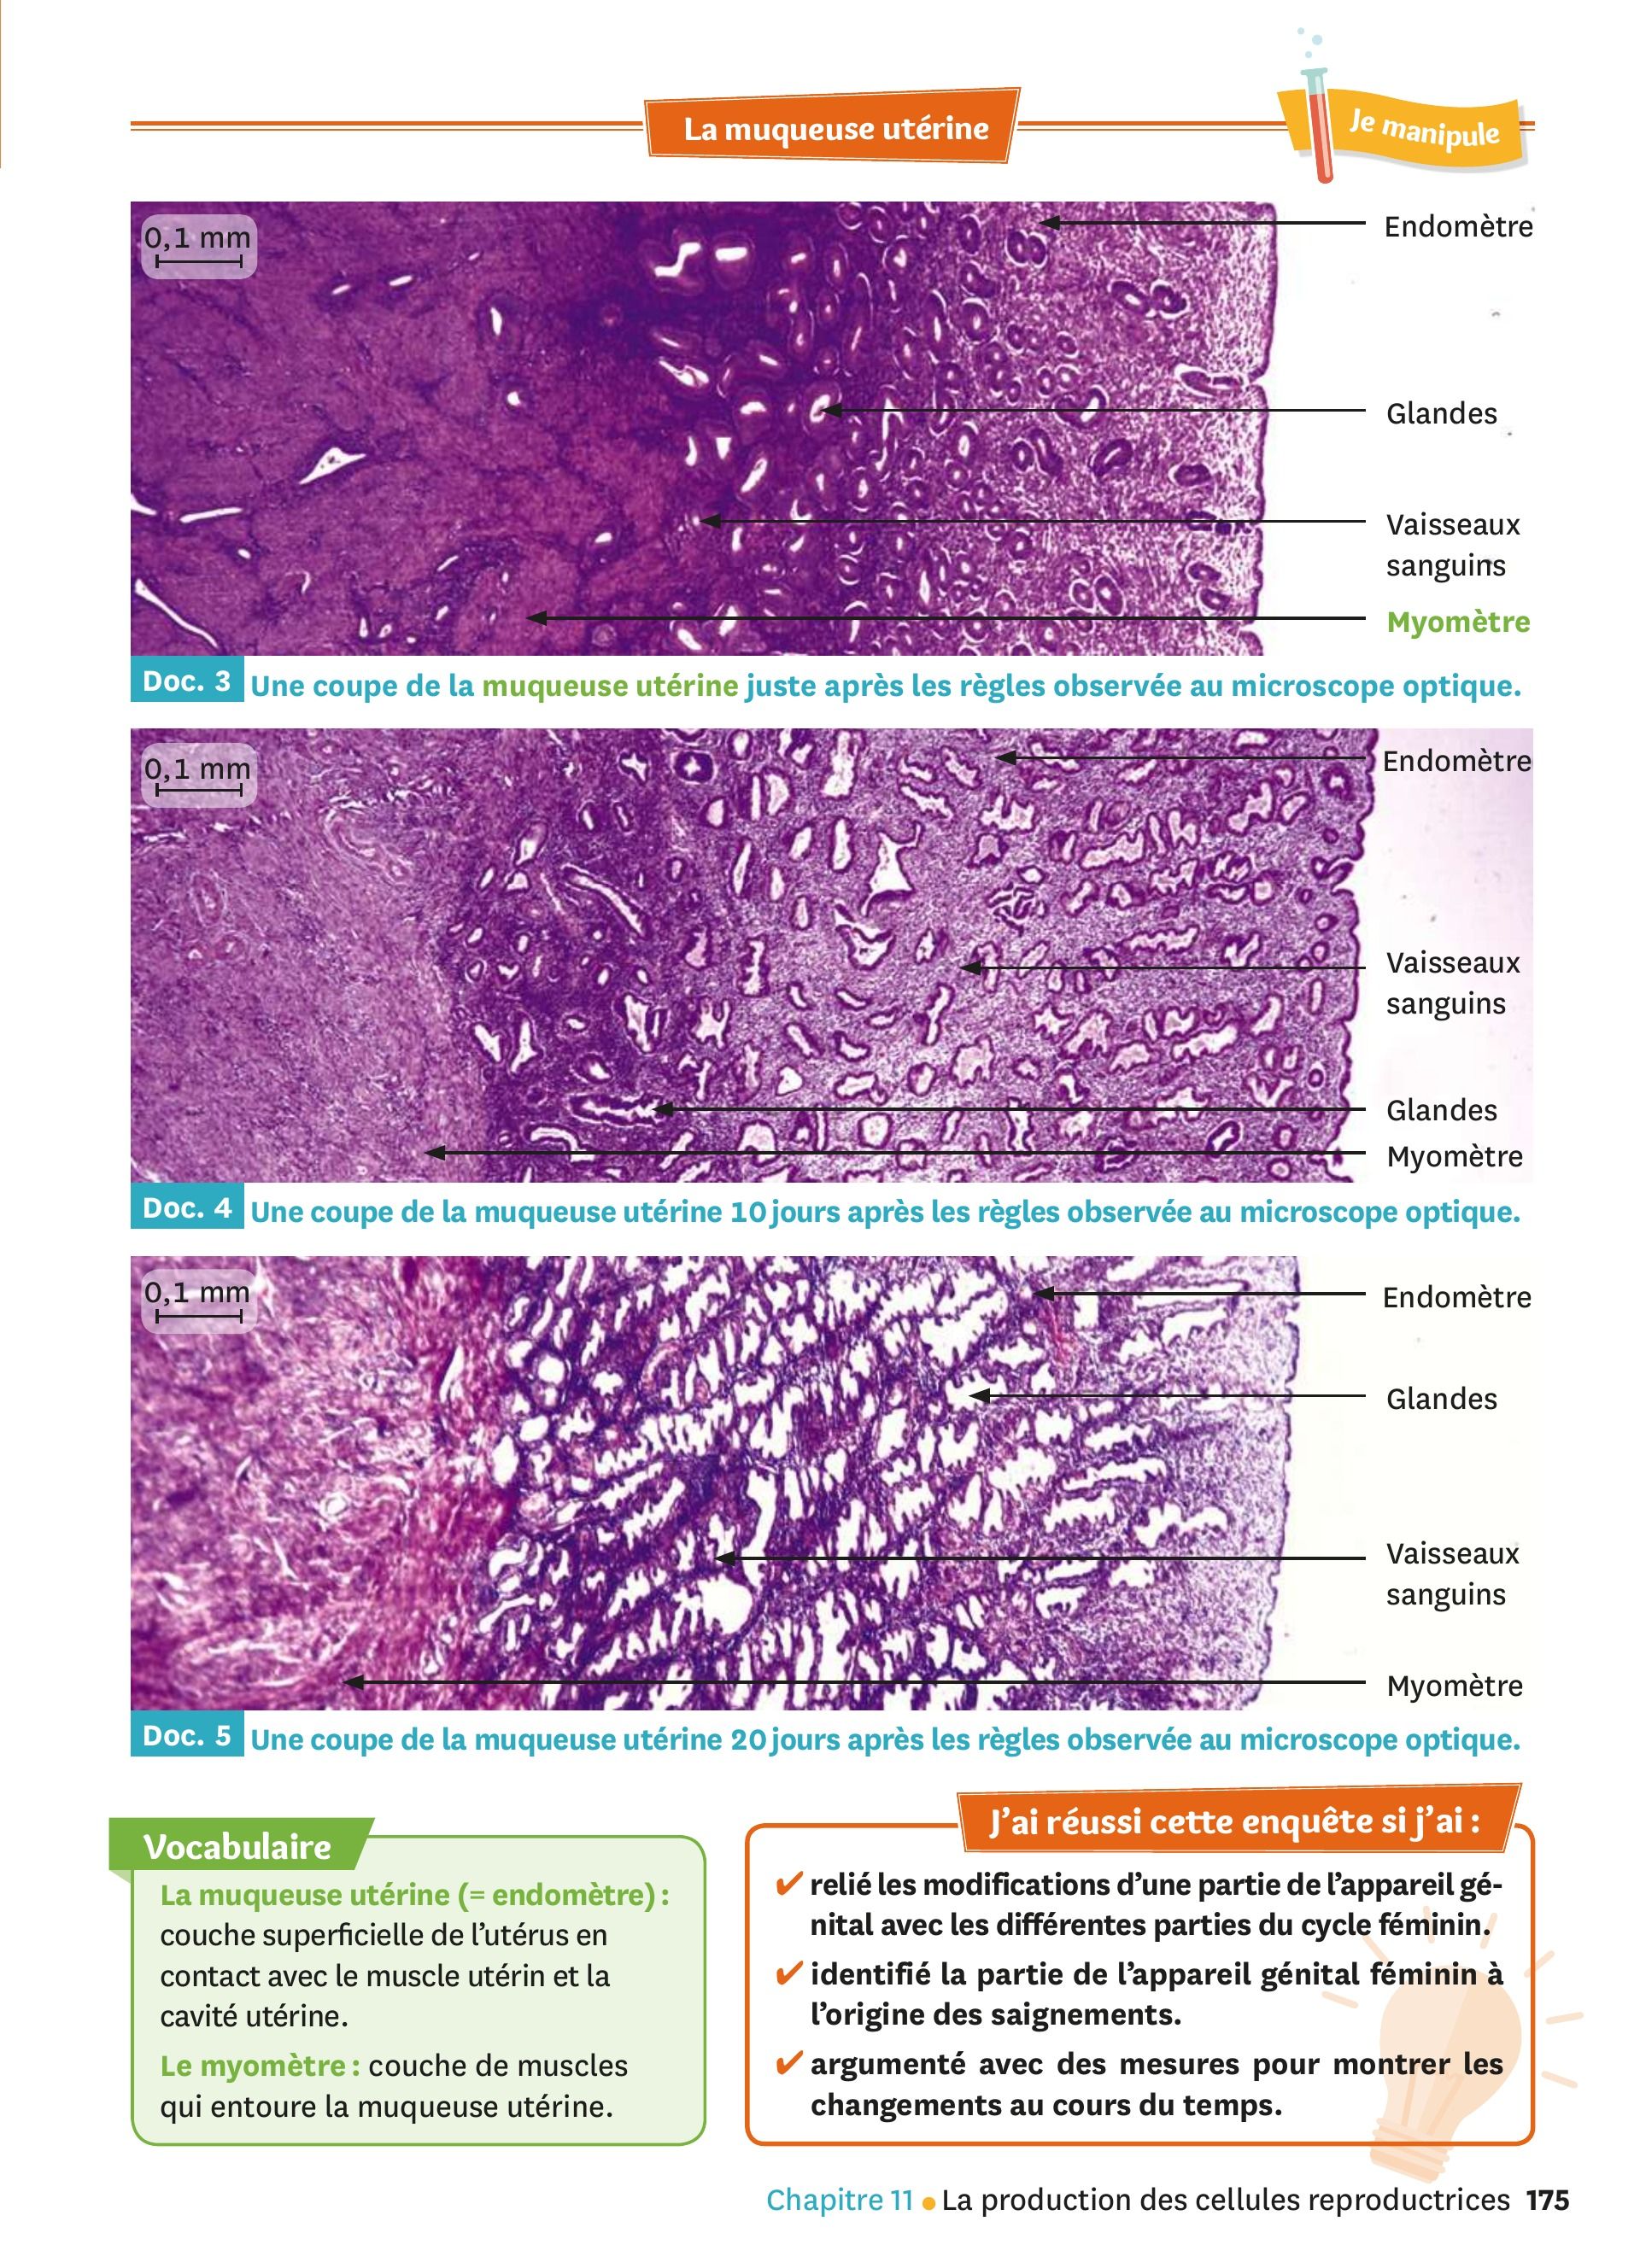 La muqueuse utérine
Je manipule
0,1 mm
Endomètre
Glandes
Vaisseaux
sanguins
Myomètre
Doc. 3 Une coupe de la muqueuse utérine juste après les règles observée au microscope optique.
0,1 mm
Endomètre
Vaisseaux
sanguins
Glandes
Myomètre
Doc. 4 Une coupe de la muqueuse utérine 10 jours après les règles observée au microscope optique.
0,1 mm
Endomètre
Glandes
Vaisseaux
sanguins
Myomètre
Doc. 5 Une coupe de la muqueuse utérine 20 jours après les règles observée au microscope optique.
Vocabulaire
La muqueuse utérine (= endomètre) :
couche superficielle de l'utérus en
contact avec le muscle utérin et la
cavité utérine.
Le myomètre : couche de muscles
qui entoure la muqueuse utérine.
J'ai réussi cette enquête si j'ai :
✔ relié les modifications d'une partie de l'appareil gé-
nital avec les différentes parties du cycle féminin.
✔ identifié la partie de l'appareil génital féminin à
l'origine des saignements.
✔ argumenté avec des mesures pour montrer les
changements au cours du temps.
Chapitre 11 • La production des cellules reproductrices 175